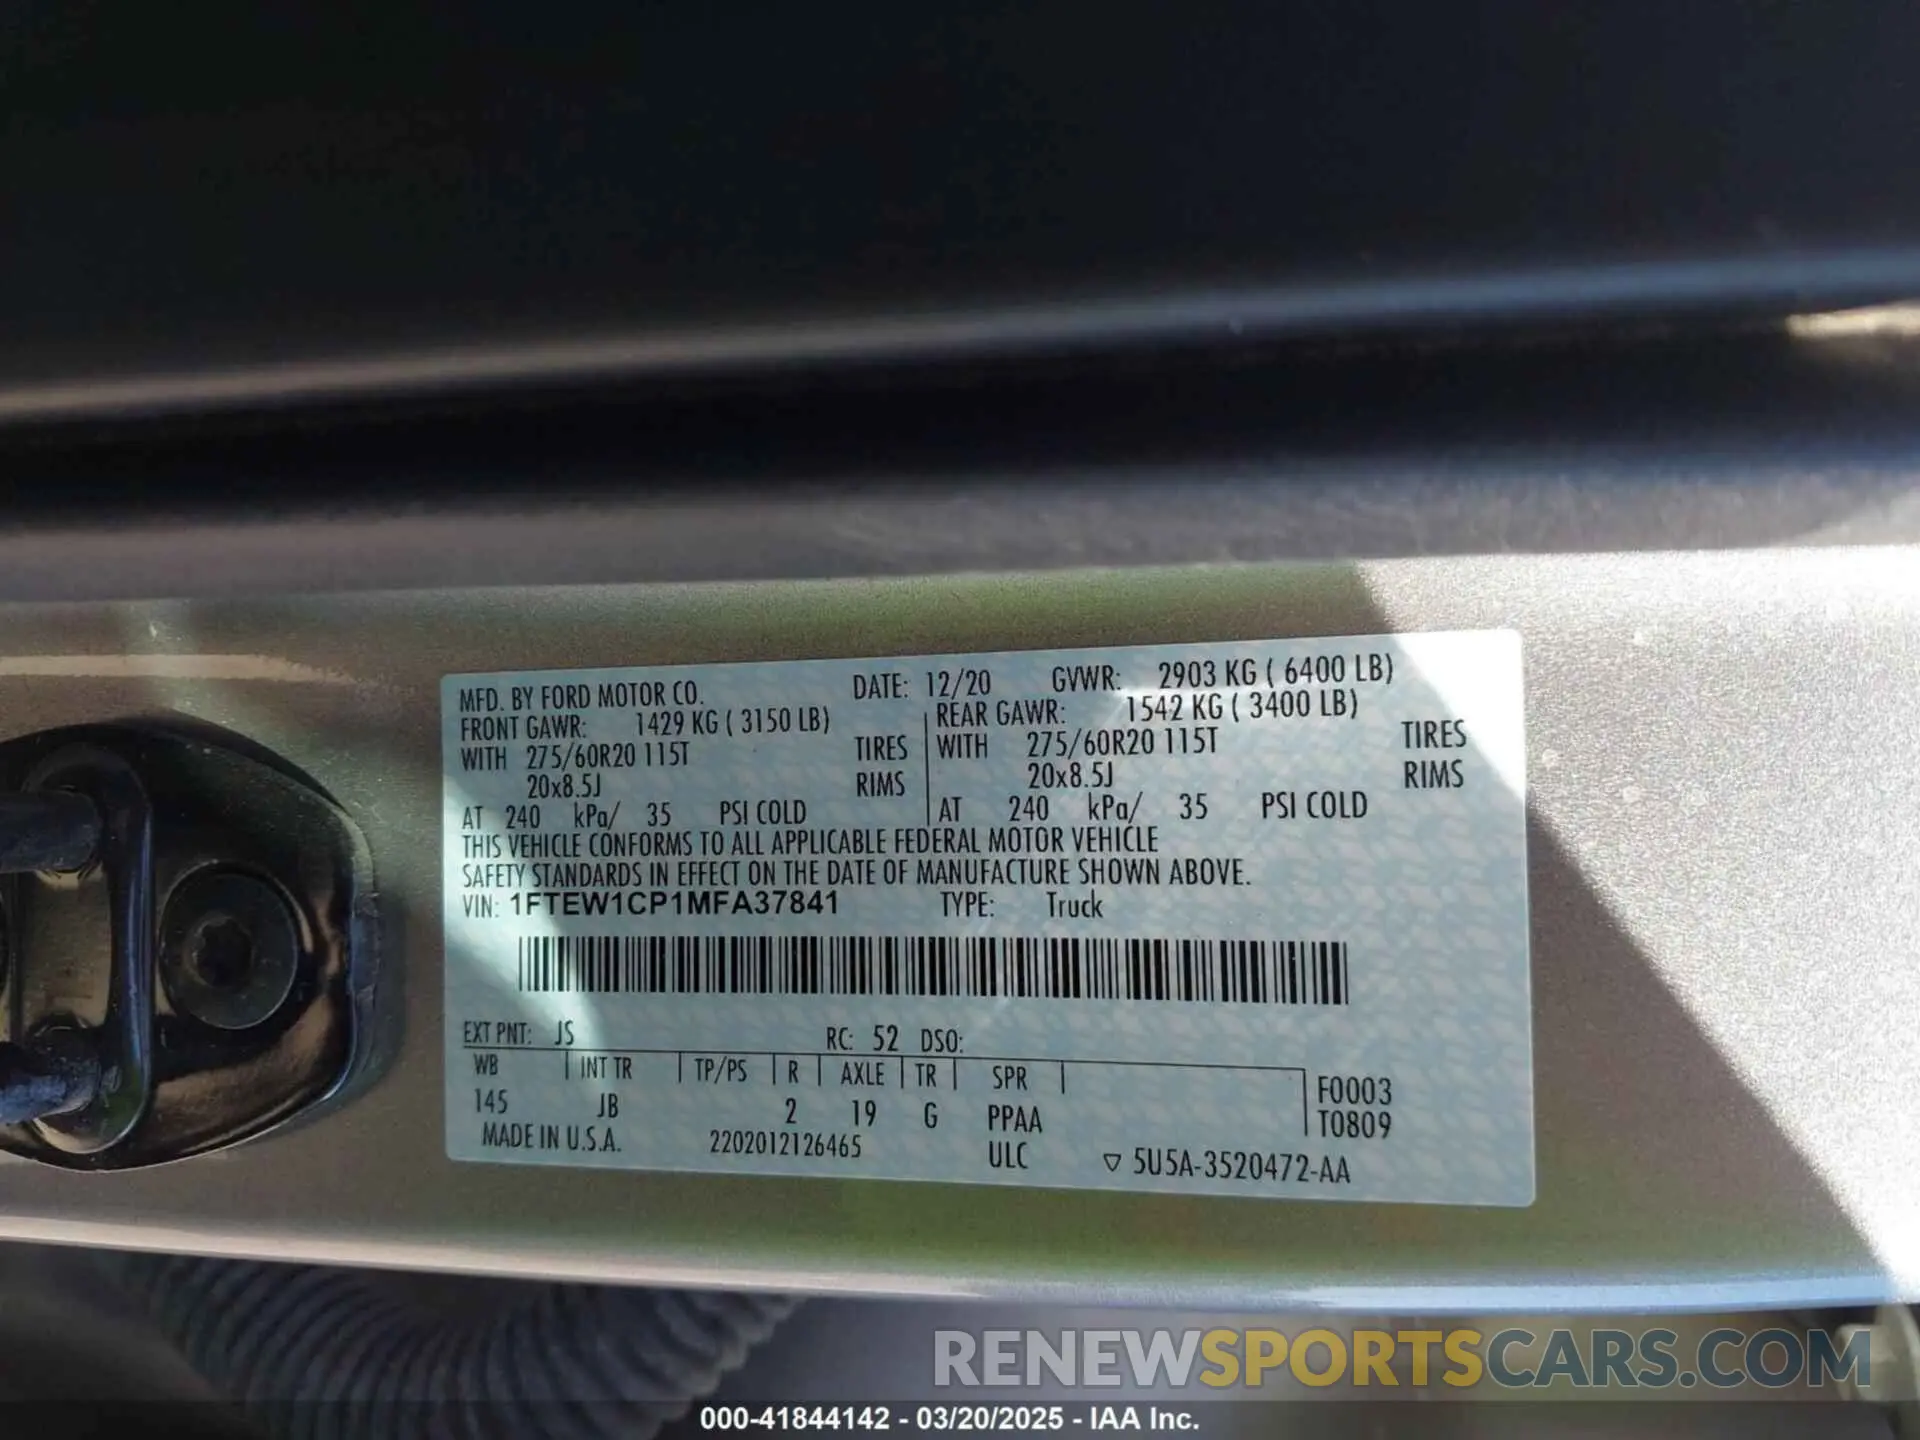 MFD. BY FORD MOTOR CO. DATE: 12/20 GVWR: 2903 KG ( 6400 LB)
FRONT GAWR: 1429 KG ( 3150 LB) REAR GAWR: 1542 KG ( 3400 LB)
WITH 275/60R20 115T TIRES WITH 275/60R20 115T TIRES
20x8.5J RIMS 20x8.5J RIMS
AT 240 kPa/ 35 PSI COLD AT 240 kPa/ 35 PSI COLD
THIS VEHICLE CONFORMS TO ALL APPLICABLE FEDERAL MOTOR VEHICLE
SAFETY STANDARDS IN EFFECT ON THE DATE OF MANUFACTURE SHOWN ABOVE.
VIN: 1FTEW1CP1MFA37841 TYPE: Truck
EXT PNT: JS RC: 52 DSO:
WB INT TR TP/PS R AXLE TR SPR
145 JB 2 19 G PPAA F0003
T0809
MADE IN U.S.A. 2202012126465 ULC ▽ 5U5A-3520472-AA
RENEWSPORTSCARS.COM
000-41844142 - 03/20/2025 - IAA Inc.